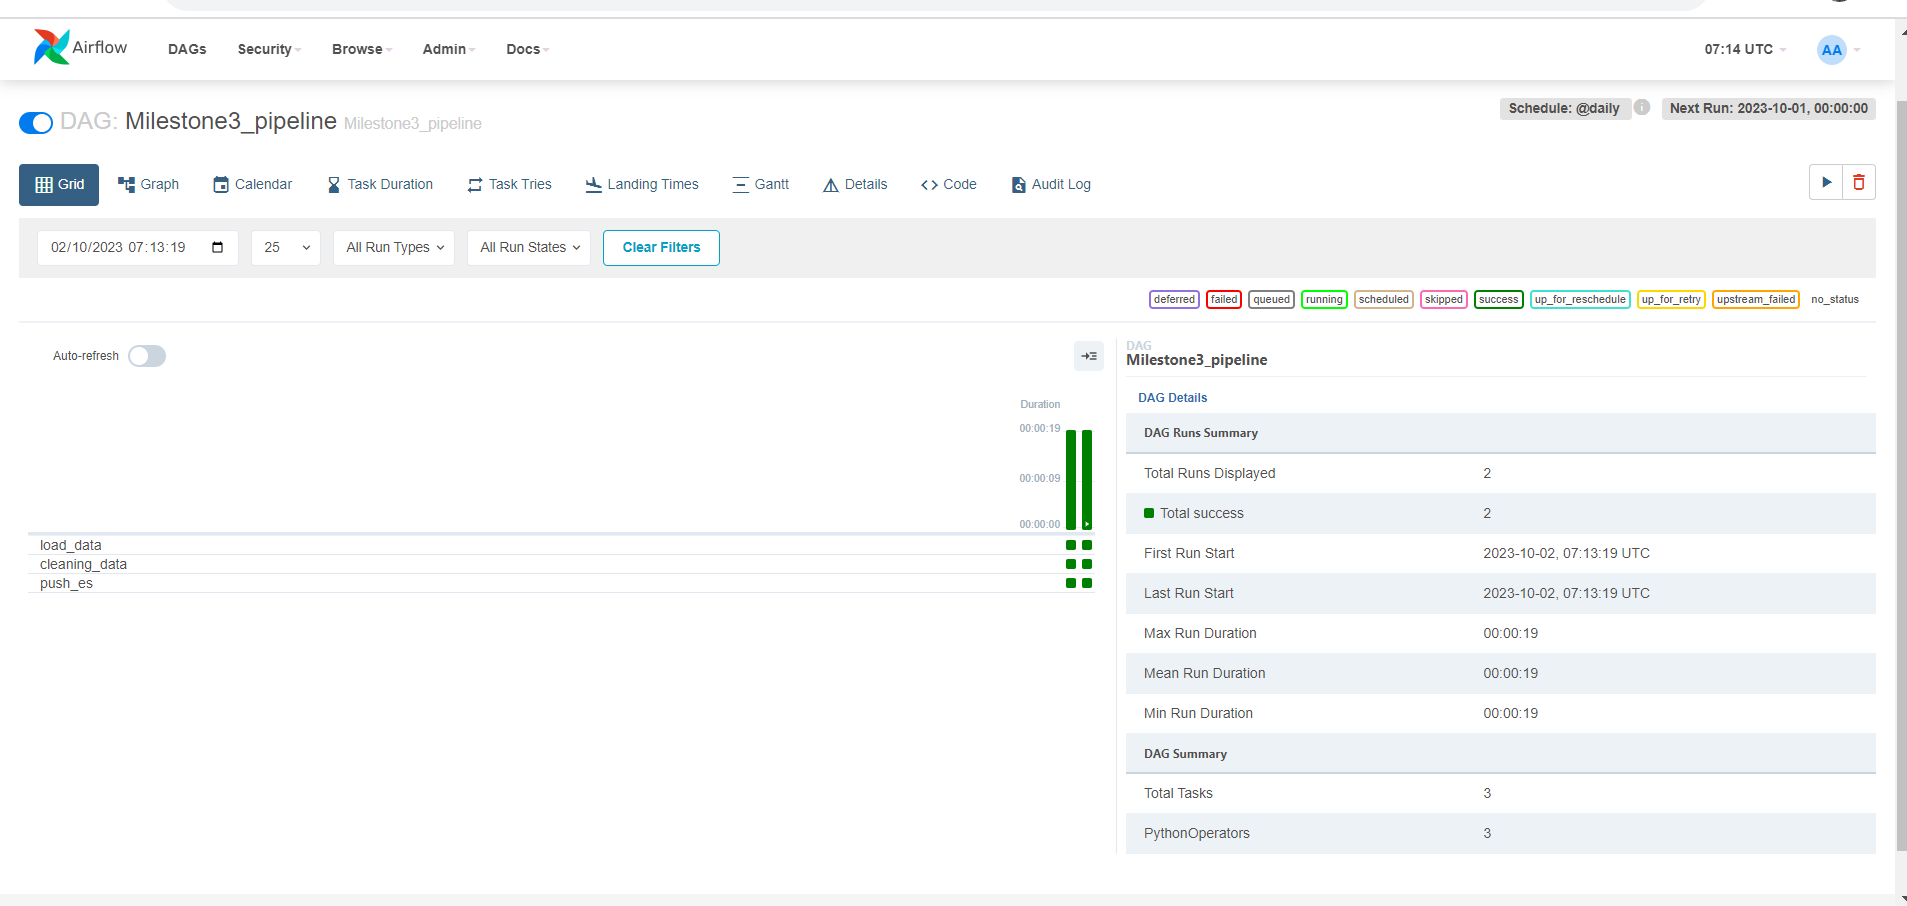 Airflow DAGs Security Browse Admin Docs 07:14 UTC AA
DAG: Milestone3_pipeline Milestone3_pipeline
Schedule: @daily i Next Run: 2023-10-01, 00:00:00
Grid Graph Calendar Task Duration Task Tries Landing Times Gantt Details Code Audit Log
02/10/2023 07:13:19 25 All Run Types All Run States Clear Filters
deferred failed queued running scheduled skipped success up_for_reschedule up_for_retry upstream_failed no_status
Auto-refresh
Duration
00:00:19
00:00:09
00:00:00
load_data
cleaning_data
push_es
DAG
Milestone3_pipeline
DAG Details
DAG Runs Summary
Total Runs Displayed 2
Total success 2
First Run Start 2023-10-02, 07:13:19 UTC
Last Run Start 2023-10-02, 07:13:19 UTC
Max Run Duration 00:00:19
Mean Run Duration 00:00:19
Min Run Duration 00:00:19
DAG Summary
Total Tasks 3
PythonOperators 3